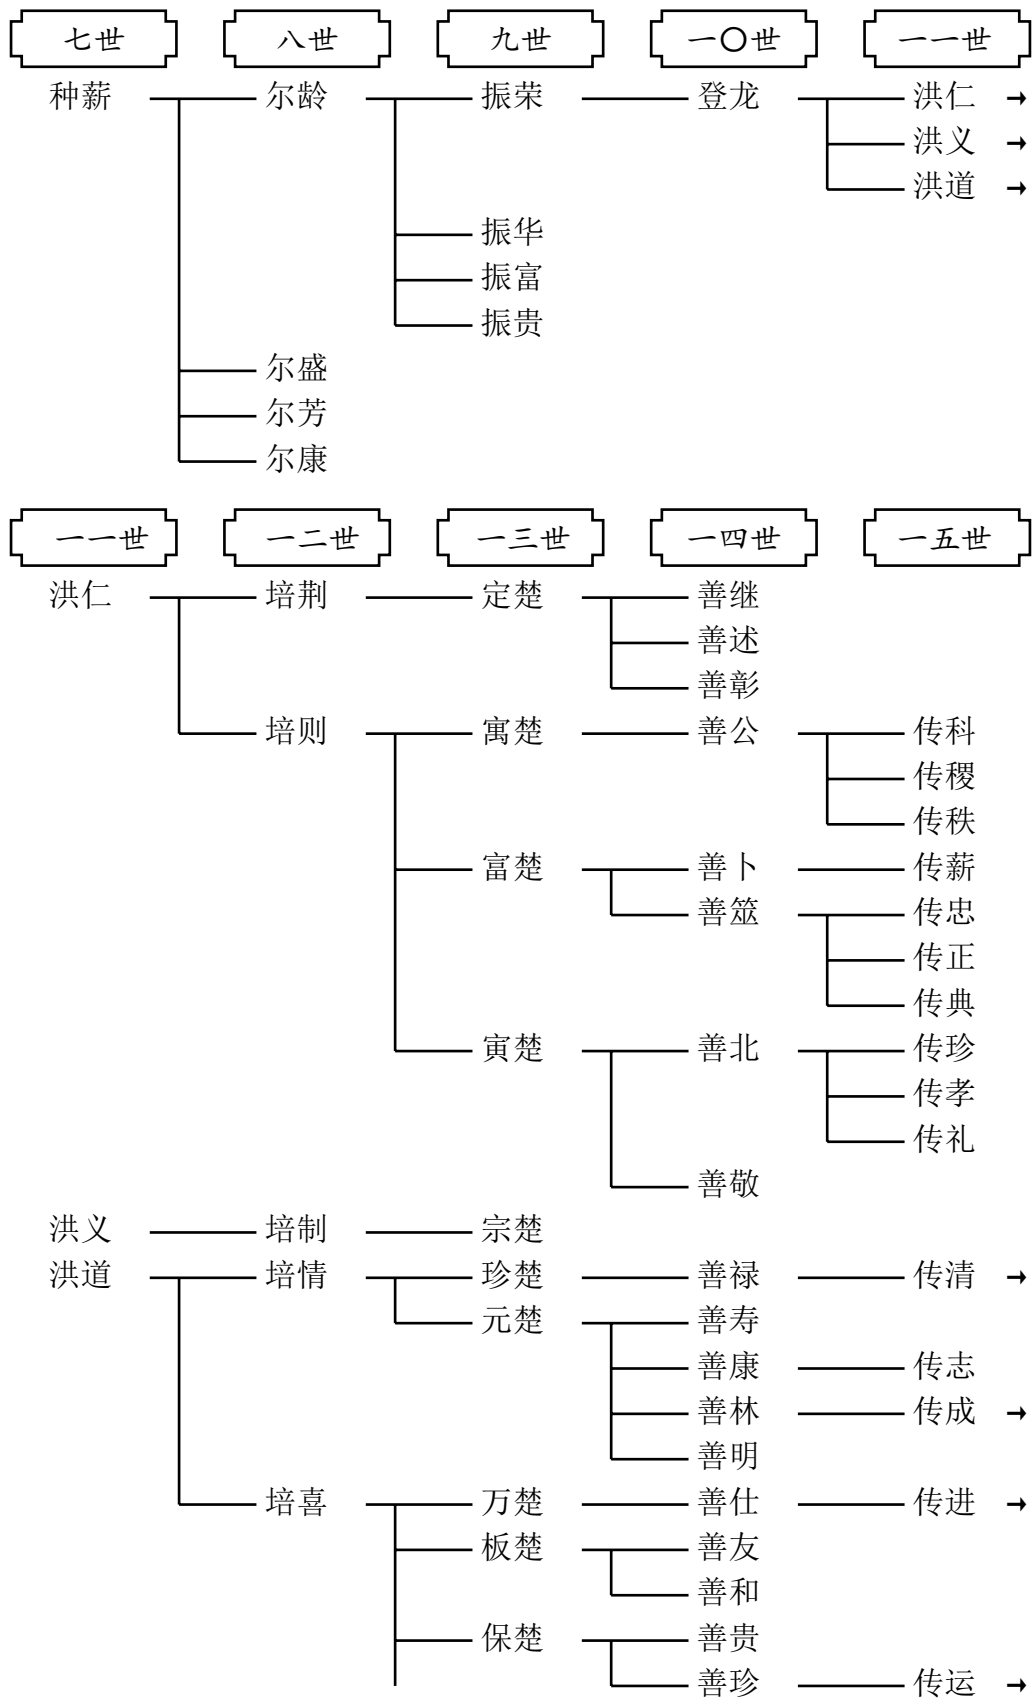 七世 八世 九世 一〇世 一一世
种薪 尔龄 振荣 登龙 洪仁 →
洪义 →
洪道 →
振华
振富
振贵
尔盛
尔芳
尔康
一一世 一二世 一三世 一四世 一五世
洪仁 培荆 定楚 善继
善述
善彰
培则 寓楚 善公 传科
传稷
传秩
富楚 善卜 传薪
善筮 传忠
传正
传典
寅楚 善北 传珍
传孝
传礼
善敬
洪义 培制 宗楚
洪道 培情 珍楚 善禄 传清 →
元楚 善寿
善康 传志
善林 传成 →
善明
培喜 万楚 善仕 传进 →
板楚 善友
善和
保楚 善贵
善珍 传运 →